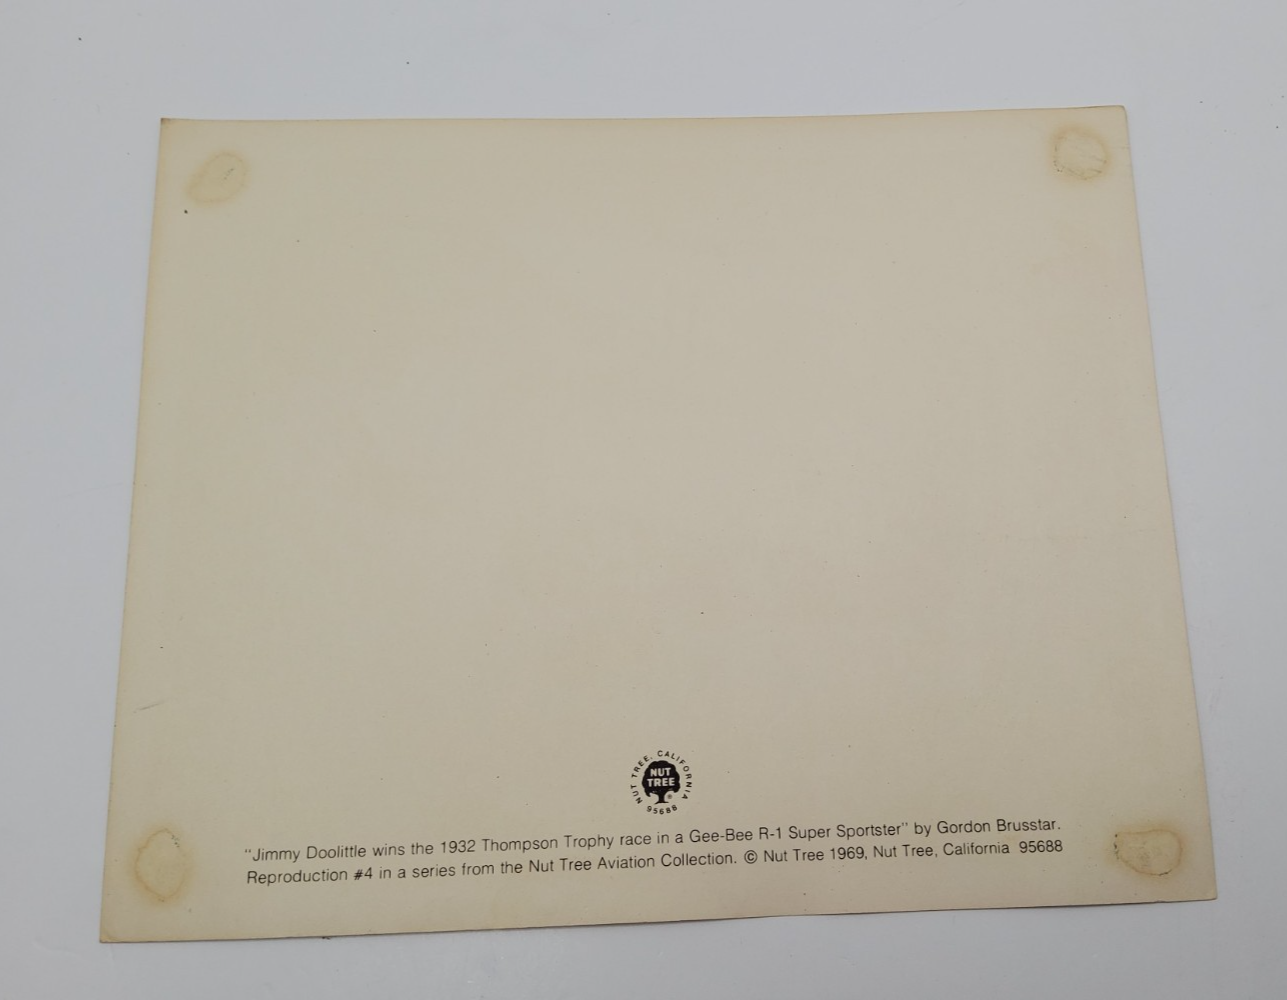 NUT TREE, CALIFORNIA 95688
NUT
TREE
®
"Jimmy Doolittle wins the 1932 Thompson Trophy race in a Gee-Bee R-1 Super Sportster" by Gordon Brusstar.
Reproduction #4 in a series from the Nut Tree Aviation Collection. © Nut Tree 1969, Nut Tree, California 95688